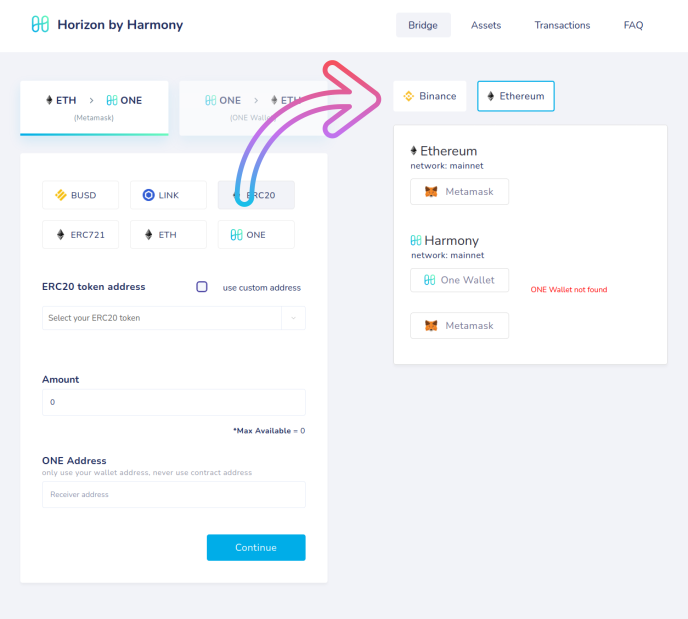 Horizon by Harmony
Bridge Assets Transactions FAQ
ETH > ONE
(Metamask)
ONE > ETH
(ONE Wallet)
Binance
Ethereum
BUSD LINK ERC20
ERC721 ETH ONE
ERC20 token address
use custom address
Select your ERC20 token
Amount
0
*Max Available = 0
ONE Address
only use your wallet address, never use contract address
Receiver address
Continue
Ethereum
network: mainnet
Metamask
Harmony
network: mainnet
One Wallet
ONE Wallet not found
Metamask